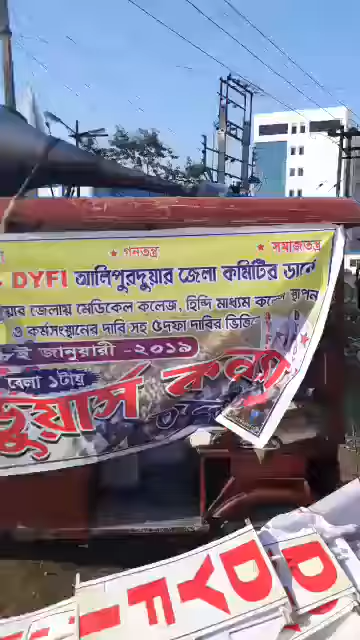 ★ গনতন্ত্র ★ সমাজতন্ত্র
DYFI আলিপুরদুয়ার জেলা কমিটির ডাকে
জেলায় মেডিকেল কলেজ, হিন্দি মাধ্যম কলেজ স্থাপন
ও কর্মসংস্থানের দাবি সহ ৫দফা দাবির ভিত্তিতে
৮ই জানুয়ারী -২০১৯
বেলা ১টায়
ডুয়ার্স কন্যা
DYFI